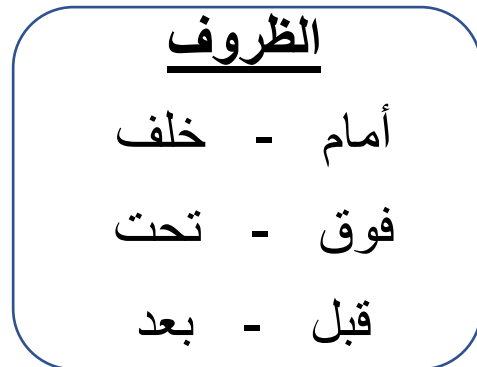 الظروف
أمام - خلف
فوق - تحت
قبل - بعد